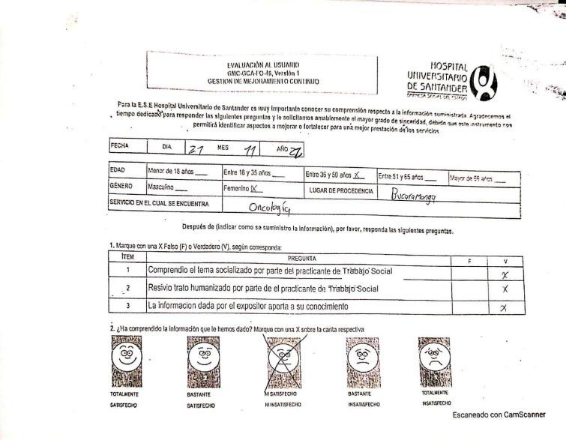 EVALUACIÓN AL USUARIO
GMC-GCA-FO-46, Versión 1
GESTION DE MEJORAMIENTO CONTINUO
HOSPITAL
UNIVERSITARIO
DE SANTANDER
EMPRESA SOCIAL DEL ESTADO
Para la E.S.E Hospital Universitario de Santander es muy importante conocer su comprensión respecto a la información suministrada. Agradecemos el
tiempo dedicado para responder las siguientes preguntas y le solicitamos anualmente el mayor grado de sinceridad, debido que este instrumento nos
permitirá identificar aspectos a mejorar o fortalecer para una mejor prestación de los servicios
FECHA DIA 21 MES 11 AÑO 22
EDAD Menor de 18 años ___ Entre 18 y 35 años ___ Entre 36 y 50 años X Entre 51 y 65 años ___ Mayor de años ___
GÉNERO Masculino ___ Femenino X LUGAR DE PROCEDENCIA Bucaramanga
SERVICIO EN EL CUAL SE ENCUENTRA Oncología
Después de (indicar como se suministro la información), por favor, responda las siguientes preguntas.
1. Marque con una X Falso (F) o Verdadero (V), según corresponda:
ÍTEM PREGUNTA F V
1 Comprendio el tema socializado por parte del practicante de Trabajo Social X
2 Resivio trato humanizado por parte de el practicante de Trabajo Social X
3 La informacion dada por el expositor aporta a su conocimiento X
2. ¿Ha comprendido la información que le hemos dado? Marque con una X sobre la carita respectiva:
TOTALMENTE BASTANTE NI SATISFECHO BASTANTE TOTALMENTE
SATISFECHO SATISFECHO NI INSATISFECHO INSATISFECHO INSATISFECHO
Escaneado con CamScanner